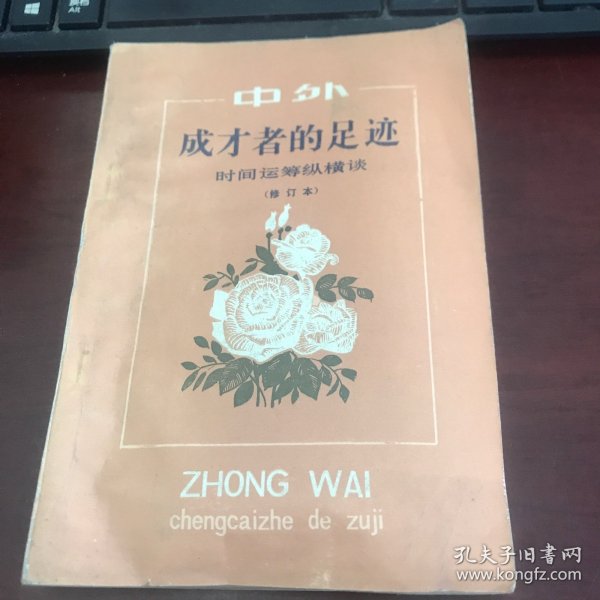 Alt
中外
成才者的足迹
时间运筹纵横谈
(修订本)
ZHONG WAI
chengcaizhe de zuji
孔夫子旧书网
www.kongfz.com